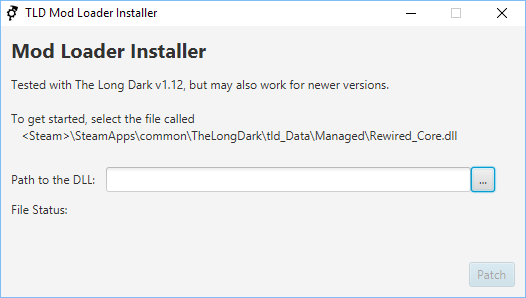 TLD Mod Loader Installer
Mod Loader Installer
Tested with The Long Dark v1.12, but may also work for newer versions.
To get started, select the file called
<Steam>\SteamApps\common\TheLongDark\tld_Data\Managed\Rewired_Core.dll
Path to the DLL: ...
File Status:
Patch